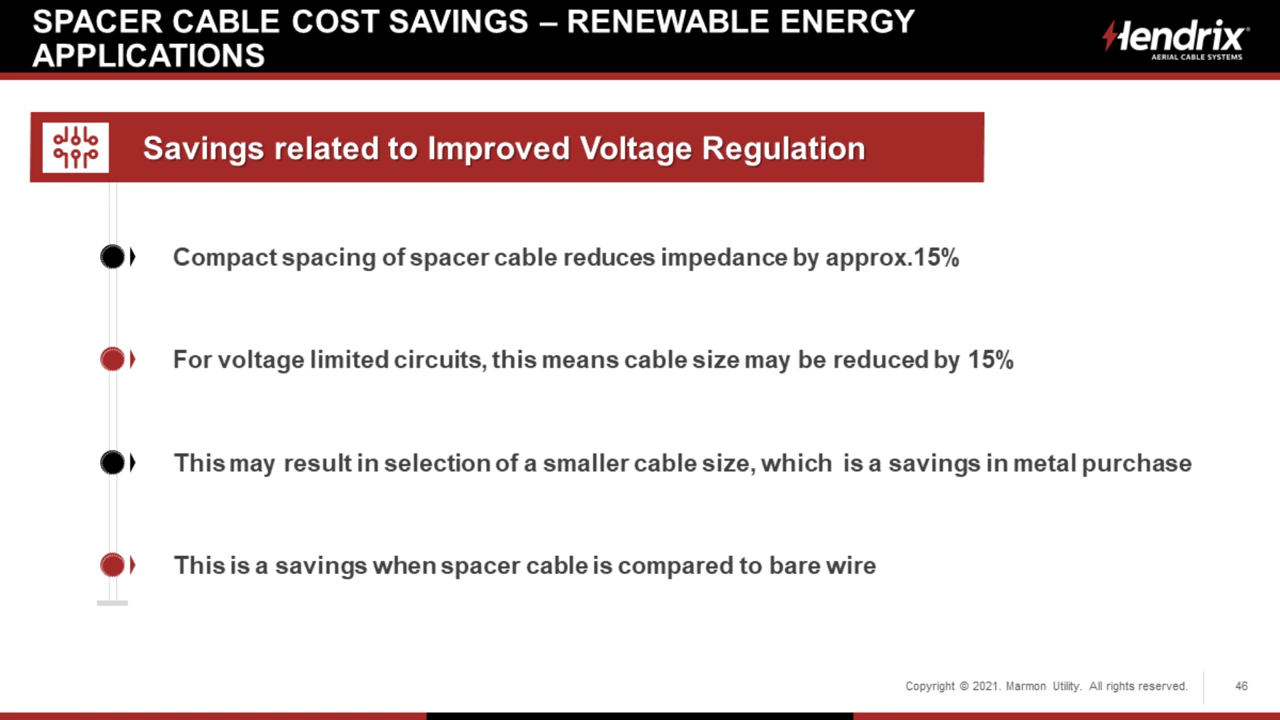 SPACER CABLE COST SAVINGS – RENEWABLE ENERGY
APPLICATIONS
Hendrix®
AERIAL CABLE SYSTEMS
Savings related to Improved Voltage Regulation
Compact spacing of spacer cable reduces impedance by approx.15%
For voltage limited circuits, this means cable size may be reduced by 15%
This may result in selection of a smaller cable size, which is a savings in metal purchase
This is a savings when spacer cable is compared to bare wire
Copyright © 2021. Marmon Utility. All rights reserved.
46